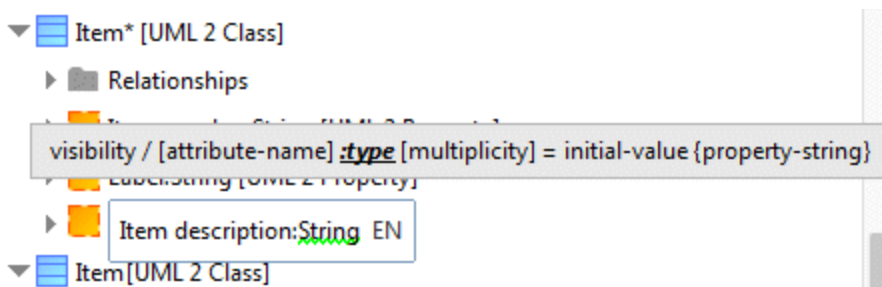 Item* [UML 2 Class]
Relationships
visibility / [attribute-name] :type [multiplicity] = initial-value {property-string}
Label:String [UML 2 Property]
Item description:String EN
Item[UML 2 Class]